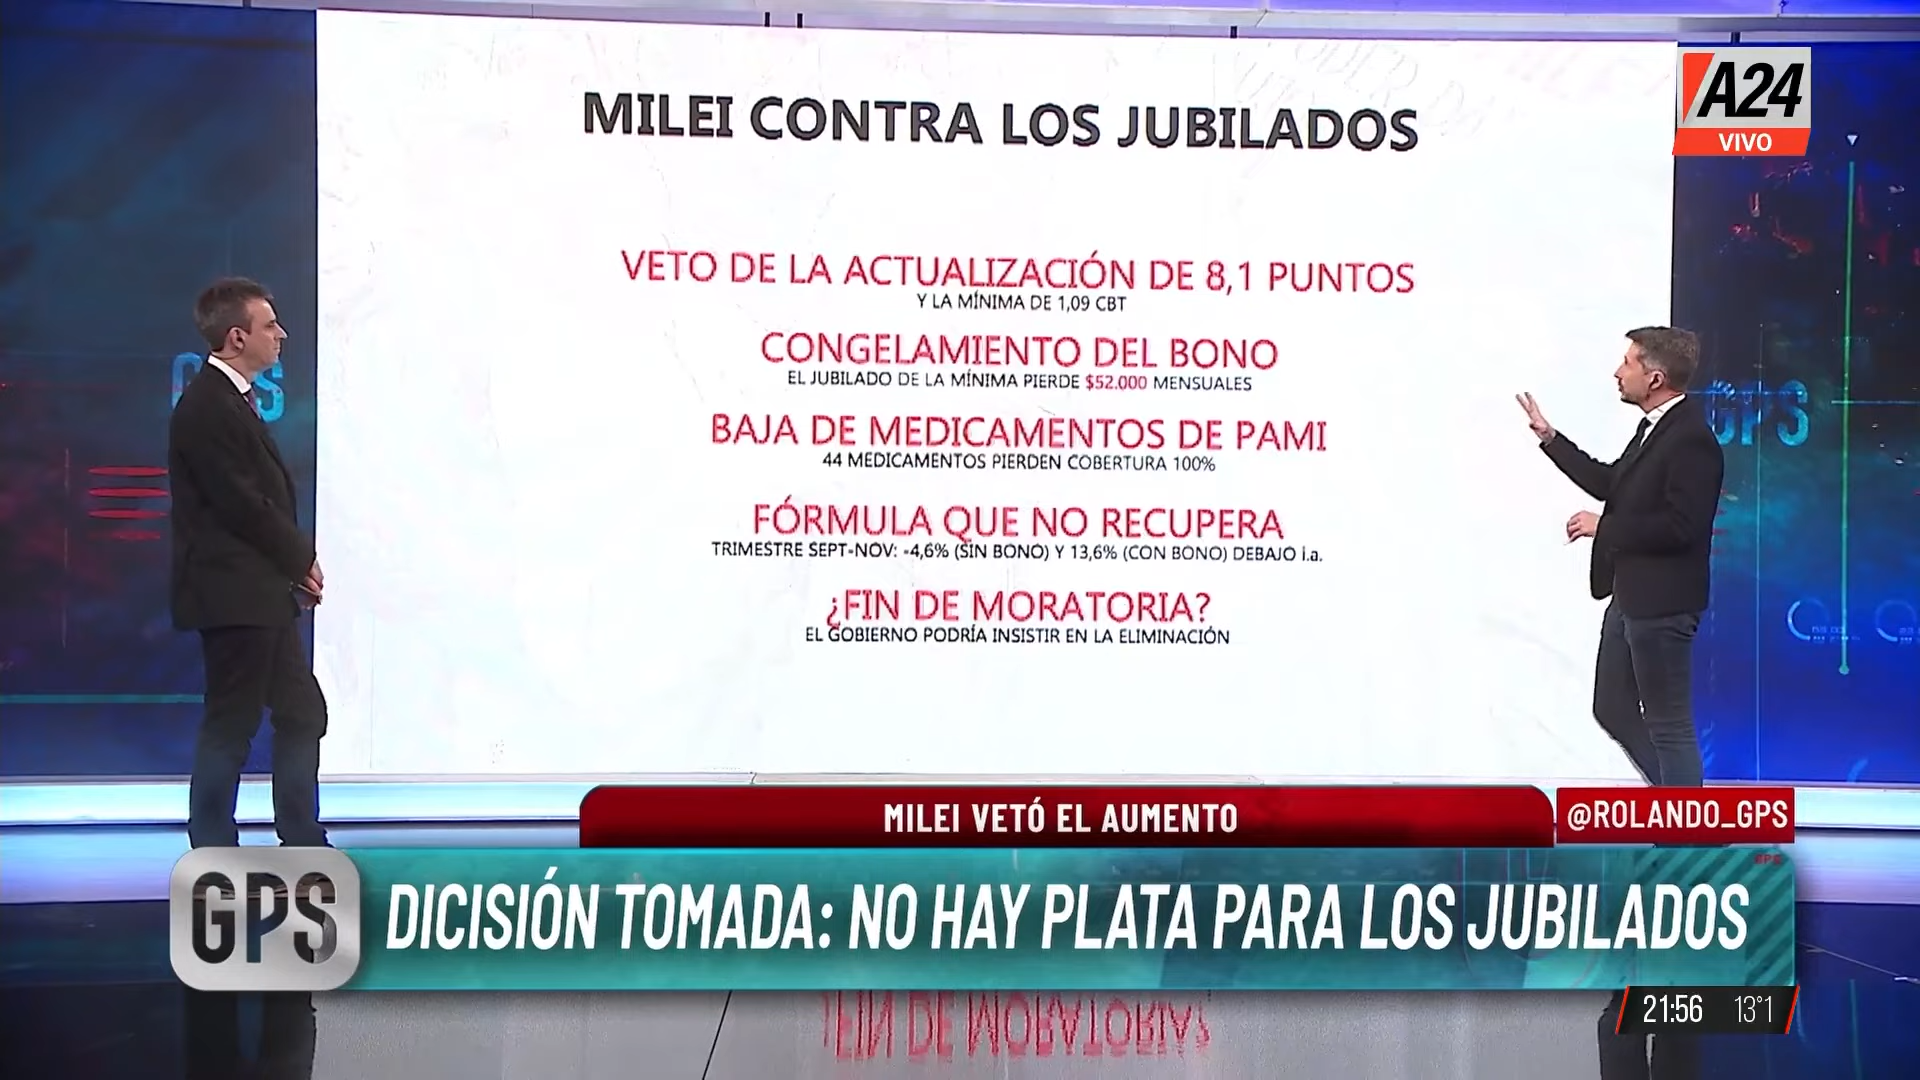 MILEI CONTRA LOS JUBILADOS
A24
VIVO
VETO DE LA ACTUALIZACIÓN DE 8,1 PUNTOS
Y LA MÍNIMA DE 1,09 CBT
CONGELAMIENTO DEL BONO
EL JUBILADO DE LA MÍNIMA PIERDE $52.000 MENSUALES
BAJA DE MEDICAMENTOS DE PAMI
44 MEDICAMENTOS PIERDEN COBERTURA 100%
FÓRMULA QUE NO RECUPERA
TRIMESTRE SEPT-NOV: -4,6% (SIN BONO) Y 13,6% (CON BONO) DEBAJO i.a.
¿FIN DE MORATORIA?
EL GOBIERNO PODRÍA INSISTIR EN LA ELIMINACIÓN
GPS
GPS
MILEI VETÓ EL AUMENTO
@ROLANDO_GPS
GPS
GPS
DICISIÓN TOMADA: NO HAY PLATA PARA LOS JUBILADOS
21:56 13°1